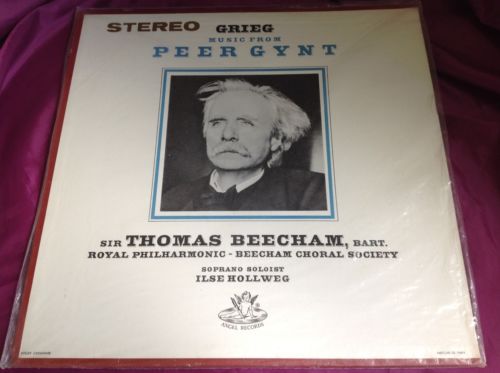 STEREO
GRIEG
MUSIC FROM
PEER GYNT
SIR THOMAS BEECHAM, BART.
ROYAL PHILHARMONIC - BEECHAM CHORAL SOCIETY
SOPRANO SOLOIST
ILSE HOLLWEG
ANGEL RECORDS